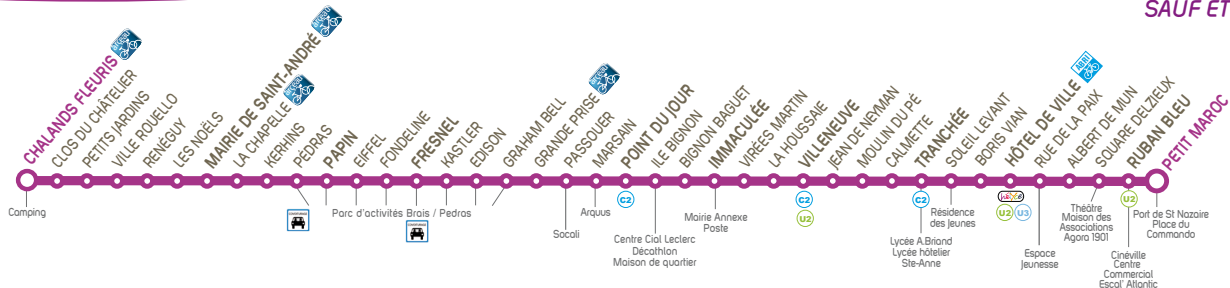 SAUF ET
CHALANDS FLEURIS
arceau
CLOS DU CHÂTELIER
PETITS JARDINS
VILLE ROUELLO
RENÉGUY
LES NOËLS
MAIRIE DE SAINT-ANDRÉ
arceau
LA CHAPELLE
arceau
KERHINS
PÉDRAS
PAPIN
EIFFEL
FONDELINE
FRESNEL
KASTLER
EDISON
GRAHAM BELL
GRANDE PRISE
arceau
PASSOUER
MARSAIN
POINT DU JOUR
ILE BIGNON
BIGNON BAGUET
IMMACULÉE
VIRÉES MARTIN
LA HOUSSAIE
VILLENEUVE
JEAN DE NEYMAN
MOULIN DU PÉ
CALMETTE
TRANCHÉE
SOLEIL LEVANT
BORIS VIAN
HÔTEL DE VILLE
ABRI
RUE DE LA PAIX
ALBERT DE MUN
SQUARE DELZIEUX
RUBAN BLEU
PETIT MAROC
Camping
Parc d'activités Brais / Pedras
Socali
Arquus
C2
Centre Cial Leclerc
Décathlon
Maison de quartier
Mairie Annexe
Poste
C2
U2
C2
Lycée A.Briand
Lycée hôtelier
Ste-Anne
Résidence
des Jeunes
hélyce
U2 U3
Espace
Jeunesse
Théâtre
Maison des
Associations
Agora 1901
U2
Cinéville
Centre
Commercial
Escal' Atlantic
Port de St Nazaire
Place du
Commando